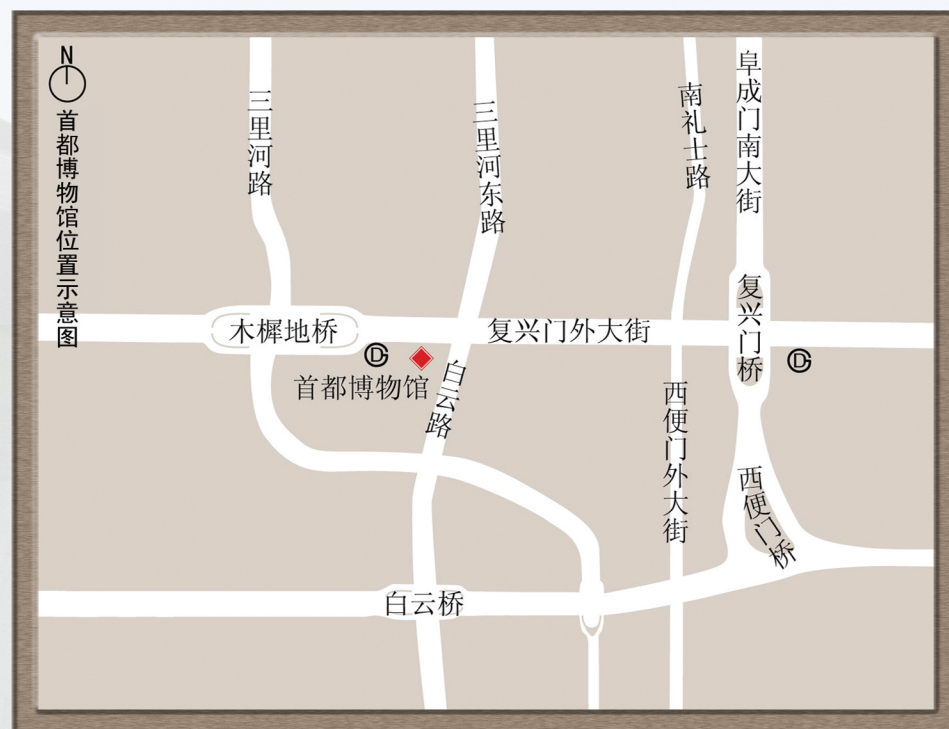 N
首都博物馆位置示意图
三里河路
三里河东路
南礼士路
阜成门南大街
木樨地桥
复兴门外大街
复兴门桥
首都博物馆
白云路
西便门外大街
西便门桥
白云桥